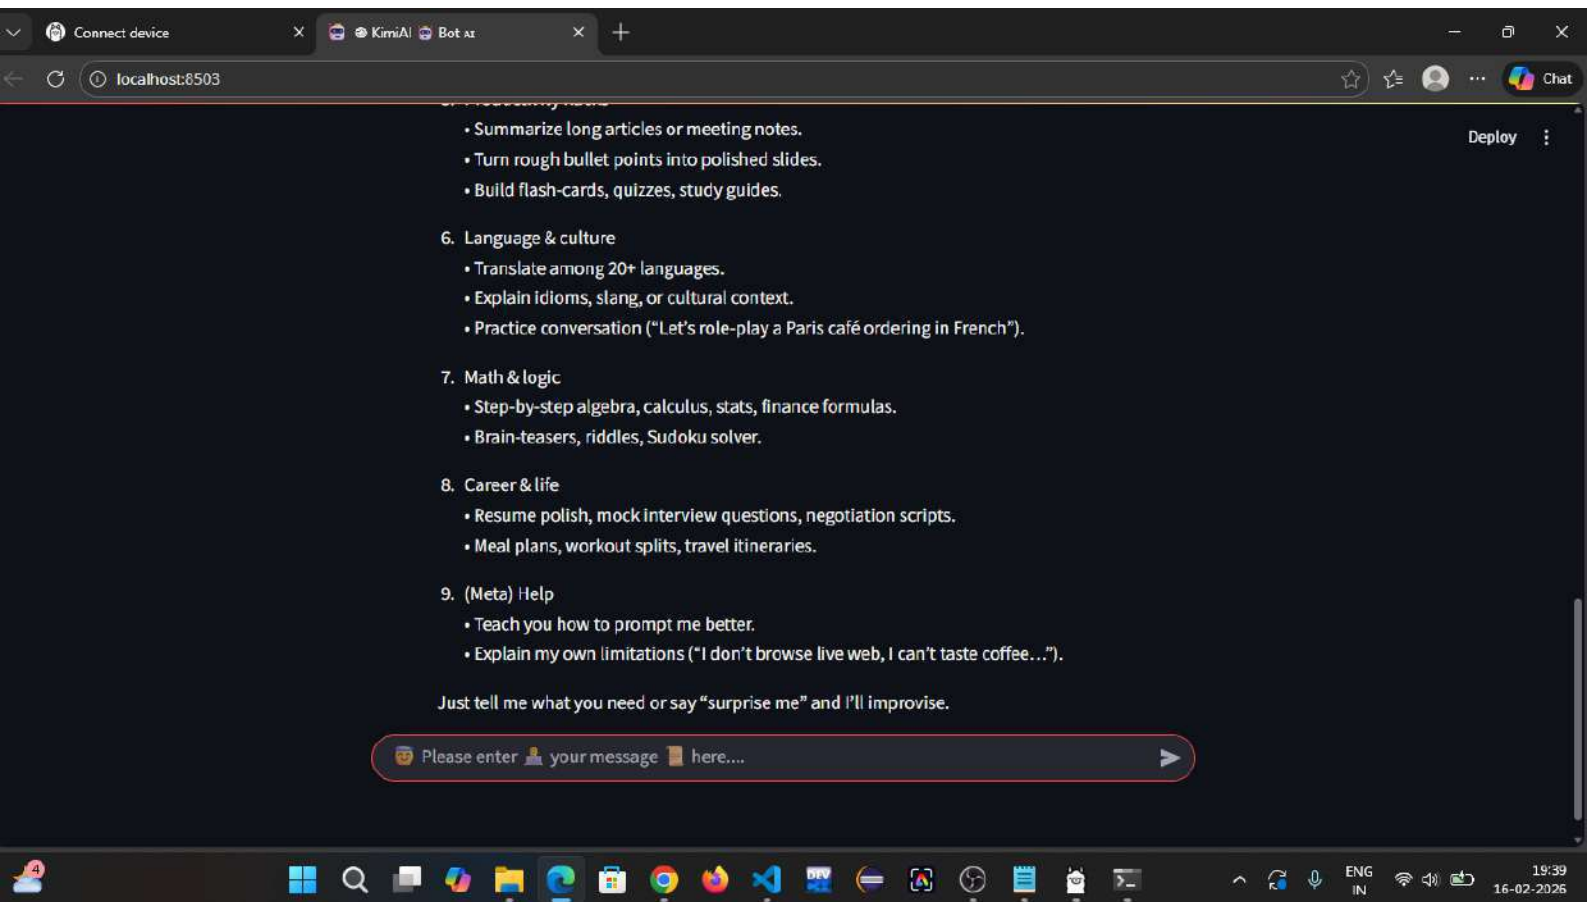 Connect device
KimiAI Bot AI
localhost:8503
Chat
Deploy
• Summarize long articles or meeting notes.
• Turn rough bullet points into polished slides.
• Build flash-cards, quizzes, study guides.
6. Language & culture
• Translate among 20+ languages.
• Explain idioms, slang, or cultural context.
• Practice conversation (“Let’s role-play a Paris café ordering in French”).
7. Math & logic
• Step-by-step algebra, calculus, stats, finance formulas.
• Brain-teasers, riddles, Sudoku solver.
8. Career & life
• Resume polish, mock interview questions, negotiation scripts.
• Meal plans, workout splits, travel itineraries.
9. (Meta) Help
• Teach you how to prompt me better.
• Explain my own limitations (“I don’t browse live web, I can’t taste coffee…”).
Just tell me what you need or say “surprise me” and I’ll improvise.
Please enter your message here....
4
DEV
ENG
IN
19:39
16-02-2026